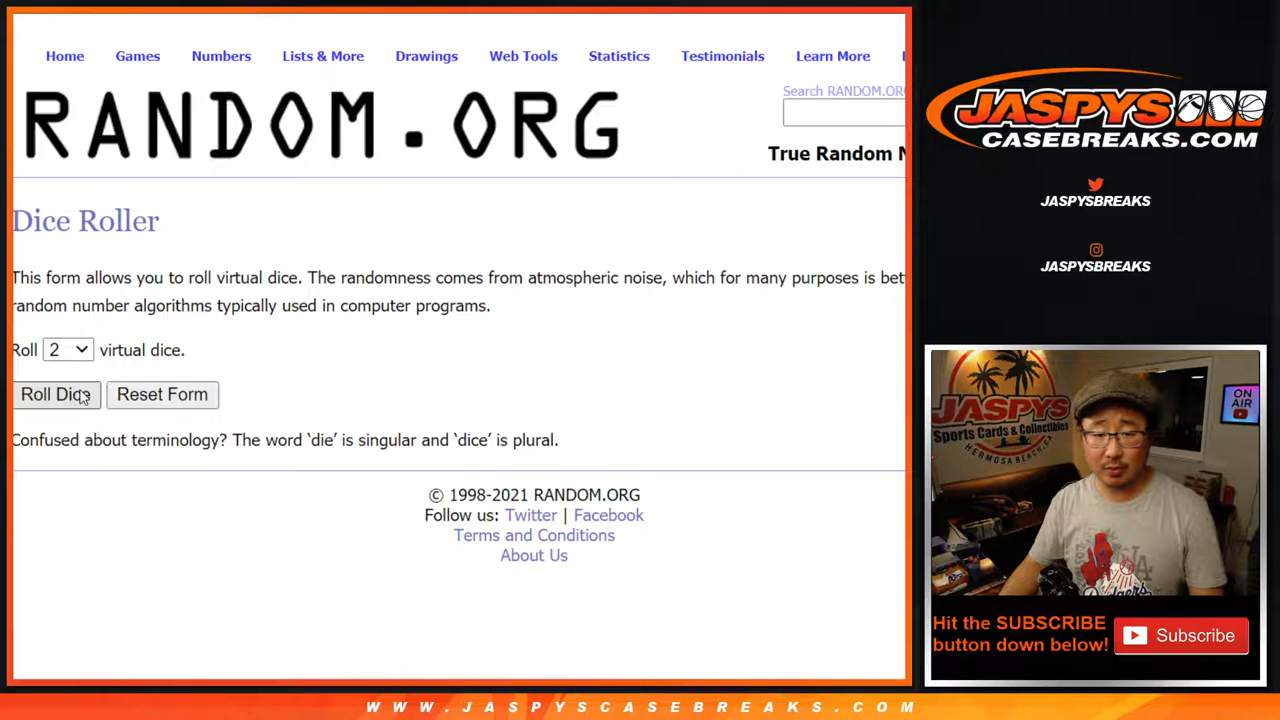 Home Games Numbers Lists & More Drawings Web Tools Statistics Testimonials Learn More
Search RANDOM.OR
RANDOM.ORG
True Random N
Dice Roller
This form allows you to roll virtual dice. The randomness comes from atmospheric noise, which for many purposes is bet
random number algorithms typically used in computer programs.
Roll 2 virtual dice.
Roll Dice Reset Form
Confused about terminology? The word ‘die’ is singular and ‘dice’ is plural.
© 1998-2021 RANDOM.ORG
Follow us: Twitter | Facebook
Terms and Conditions
About Us
JASPYS
CASEBREAKS.COM
JASPYSBREAKS
JASPYSBREAKS
JASPYS
Sports Cards & Collectibles
HERMOSA BEACH, CA
ON
AIR
Dodgers
Hit the SUBSCRIBE
button down below!
Subscribe
WWW.JASPYSCASEBREAKS.COM